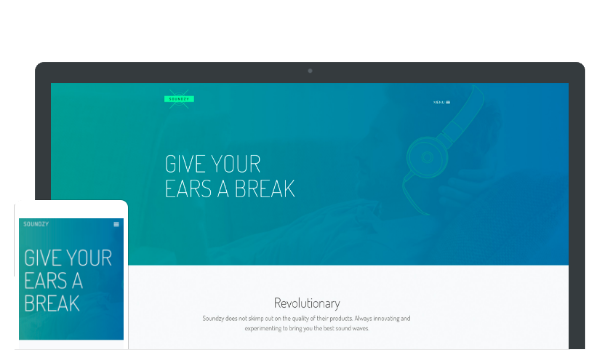 SOUNDZY
MENU
GIVE YOUR
EARS A BREAK
SOUNDZY
GIVE YOUR
EARS A
BREAK
Revolutionary
Soundzy does not skimp out on the quality of their products. Always innovating and
experimenting to bring you the best sound waves